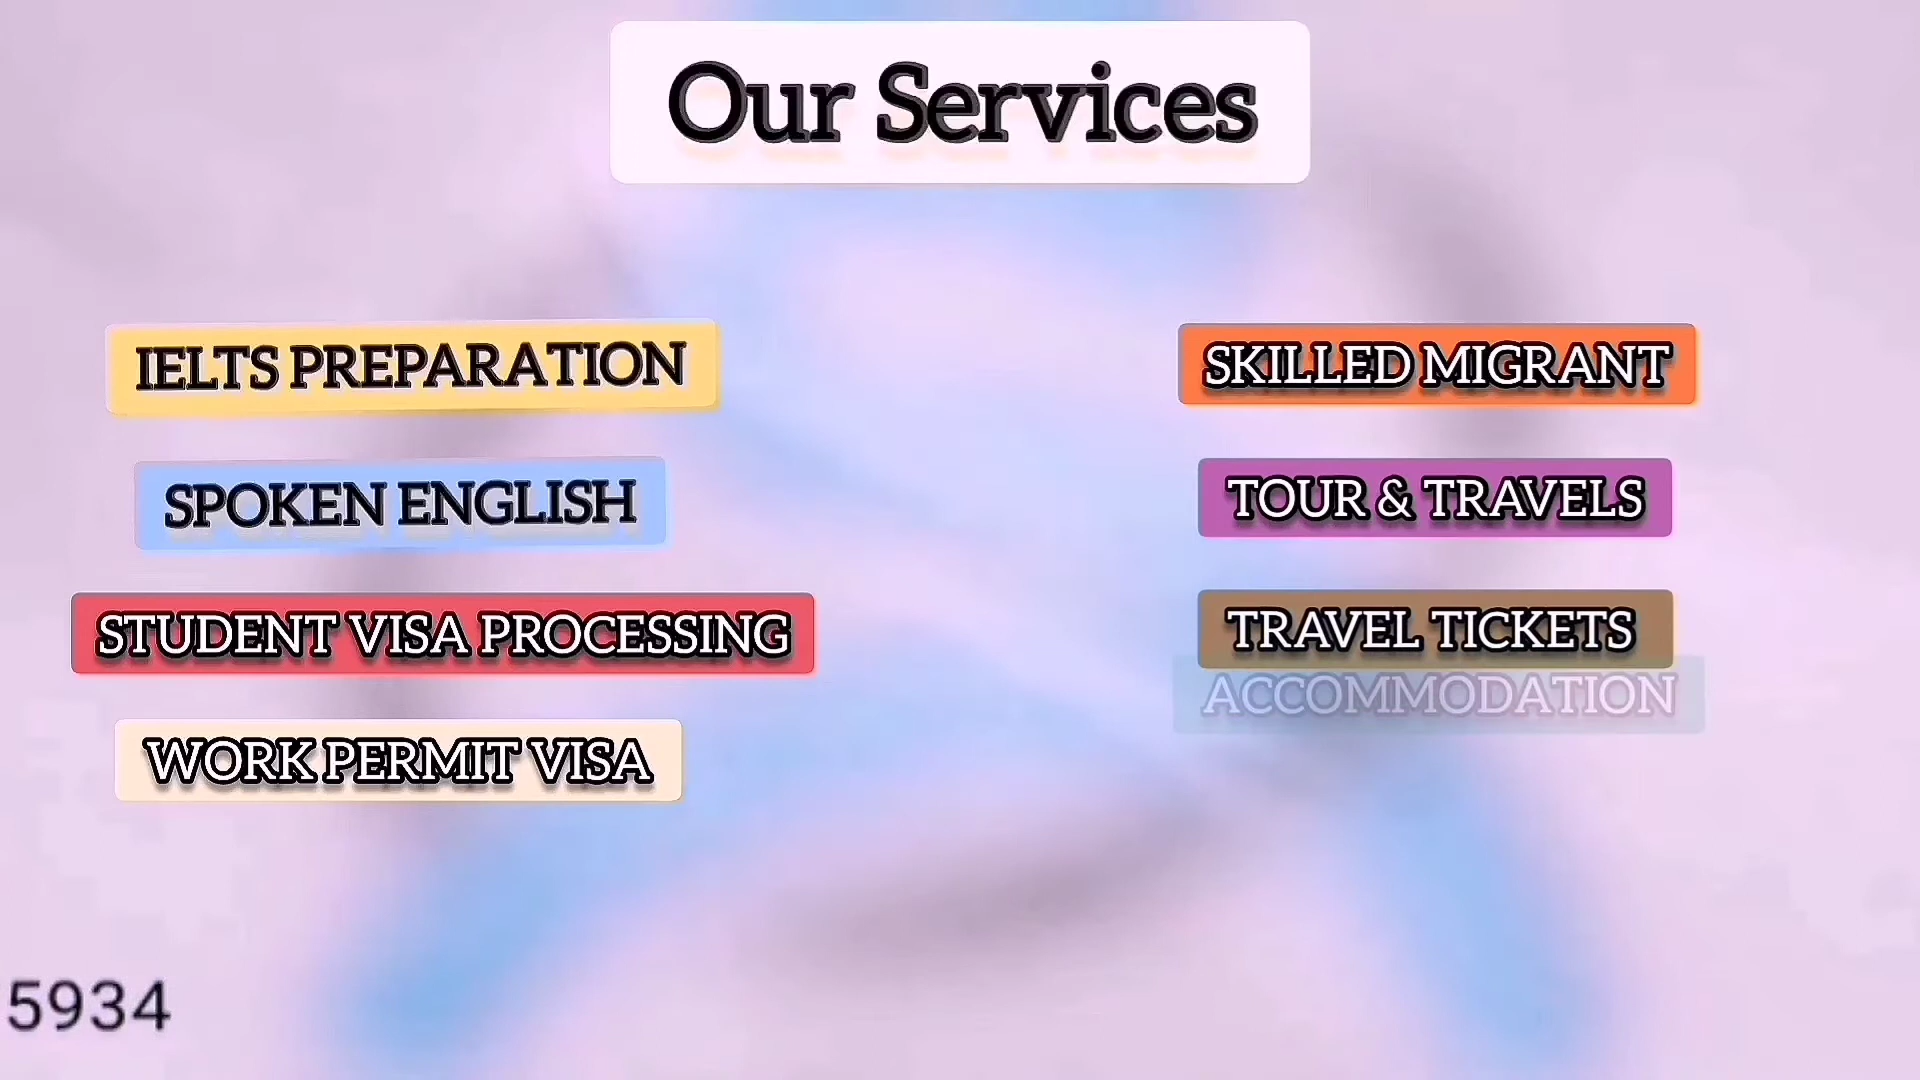 Our Services
IELTS PREPARATION
SPOKEN ENGLISH
STUDENT VISA PROCESSING
WORK PERMIT VISA
SKILLED MIGRANT
TOUR & TRAVELS
TRAVEL TICKETS
ACCOMMODATION
5934